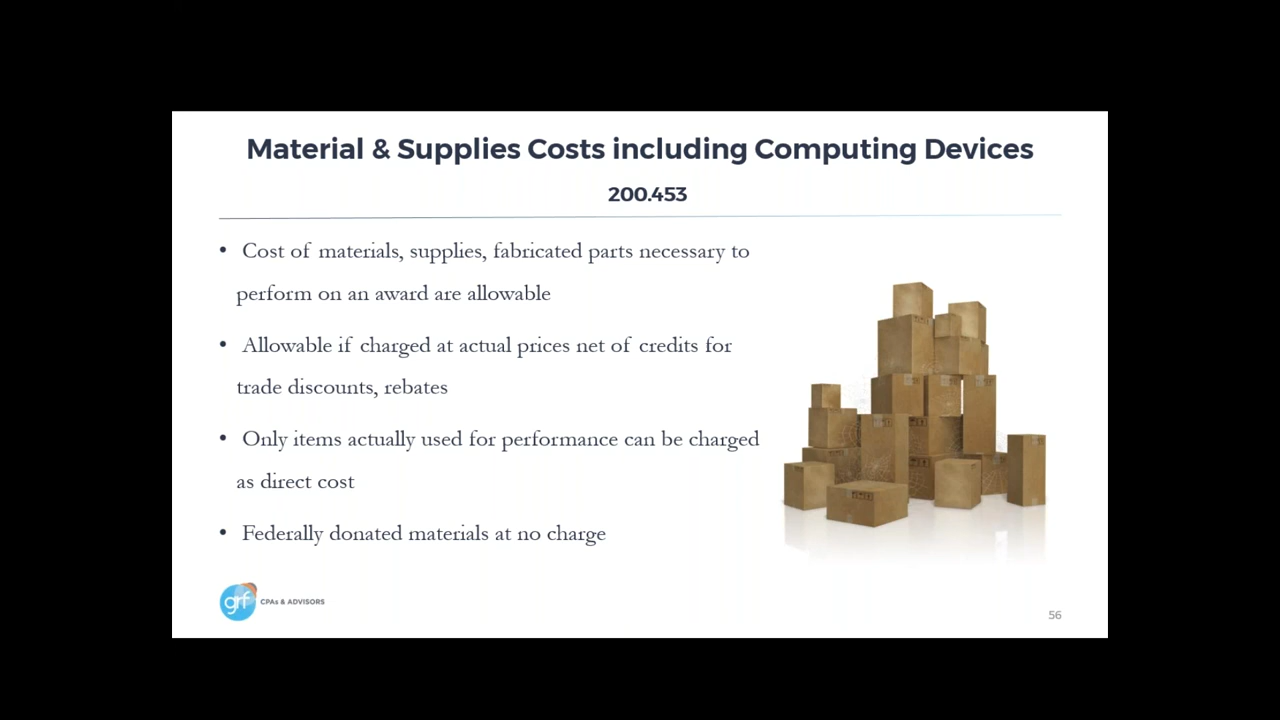 Material & Supplies Costs including Computing Devices
200.453
• Cost of materials, supplies, fabricated parts necessary to
perform on an award are allowable
• Allowable if charged at actual prices net of credits for
trade discounts, rebates
• Only items actually used for performance can be charged
as direct cost
• Federally donated materials at no charge
grf CPAs & ADVISORS
56